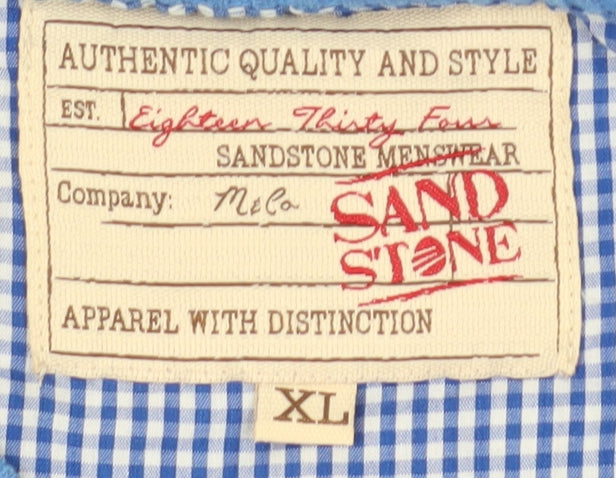 AUTHENTIC QUALITY AND STYLE
EST. Eighteen Thirty Four
SANDSTONE MENSWEAR
Company: M&Co
SAND
STONE
APPAREL WITH DISTINCTION
XL